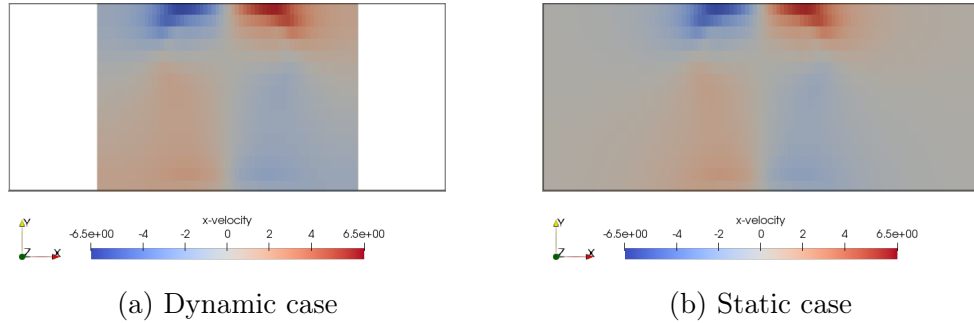 x-velocity
-6.5e+00 -4 -2 0 2 4 6.5e+00
Y
Z X
(a) Dynamic case
x-velocity
-6.5e+00 -4 -2 0 2 4 6.5e+00
Y
Z X
(b) Static case